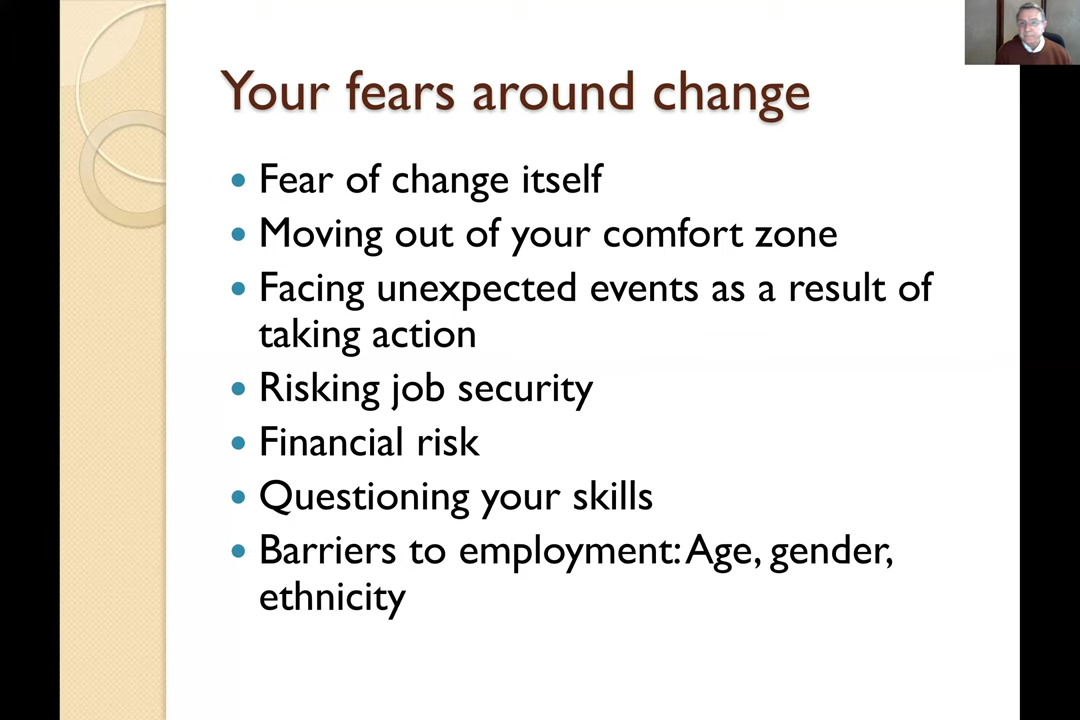 Your fears around change
Fear of change itself
Moving out of your comfort zone
Facing unexpected events as a result of
taking action
Risking job security
Financial risk
Questioning your skills
Barriers to employment: Age, gender,
ethnicity